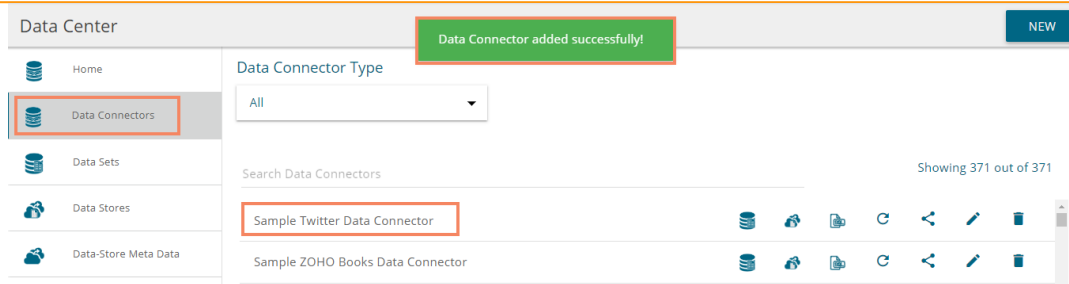 Data Center
Data Connector added successfully!
NEW
Home
Data Connectors
Data Sets
Data Stores
Data-Store Meta Data
Data Connector Type
All
Search Data Connectors
Showing 371 out of 371
Sample Twitter Data Connector
Sample ZOHO Books Data Connector